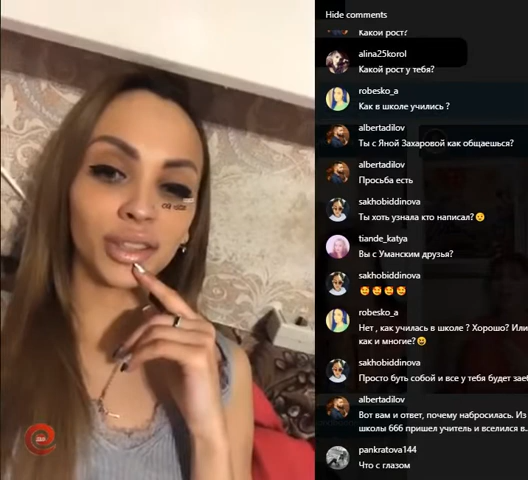 Hide comments
Какой рост?
alina25korol
Какой рост у тебя?
robesko_a
Как в школе учились ?
albertadilov
Ты с Яной Захаровой как общаешься?
albertadilov
Просьба есть
sakhobiddinova
Ты хоть узнала кто написал?
tiande_katya
Вы с Уманским друзья?
sakhobiddinova
robesko_a
Нет , как училась в школе ? Хорошо? Или
как и многие?
sakhobiddinova
Просто буть собой и все у тебя будет заеб
albertadilov
Вот вам и ответ, почему набросилась. Из
школы 666 пришел учитель и вселился в..
pankratova144
Что с глазом